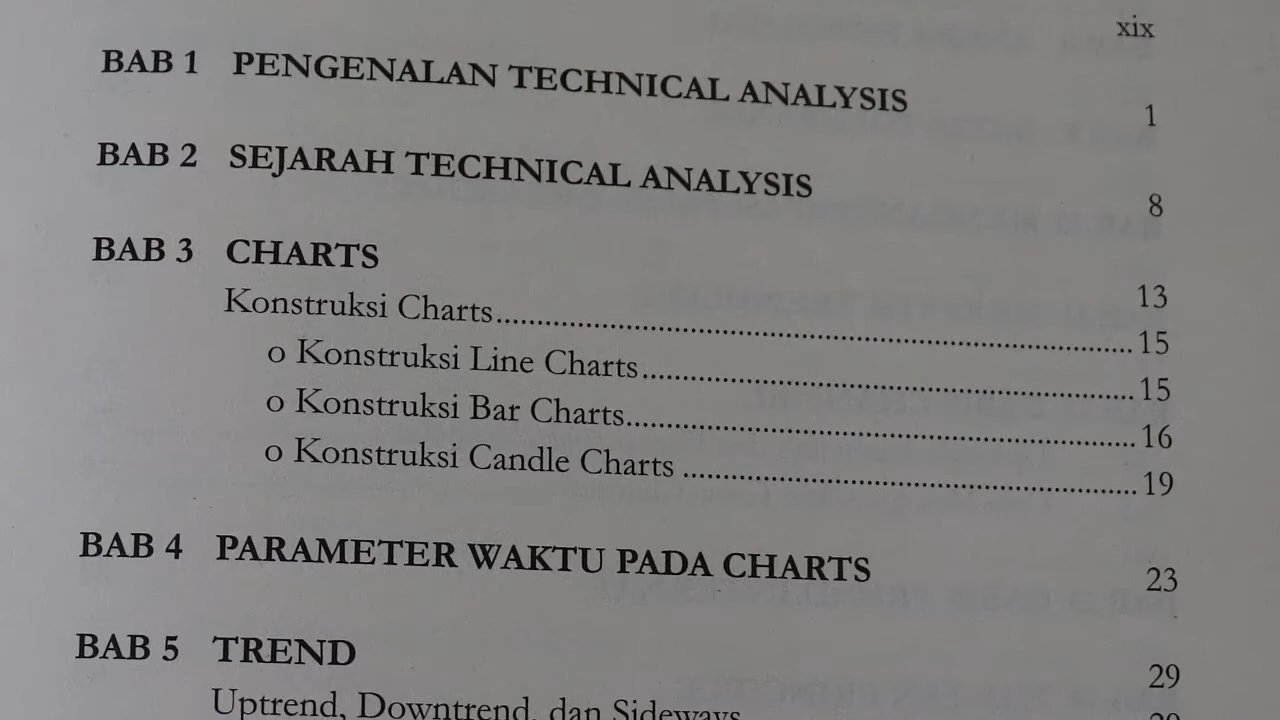 xix
BAB 1 PENGENALAN TECHNICAL ANALYSIS 1
BAB 2 SEJARAH TECHNICAL ANALYSIS 8
BAB 3 CHARTS 13
Konstruksi Charts 15
o Konstruksi Line Charts 15
o Konstruksi Bar Charts 16
o Konstruksi Candle Charts 19
BAB 4 PARAMETER WAKTU PADA CHARTS 23
BAB 5 TREND 29
Uptrend, Downtrend, dan Sideways